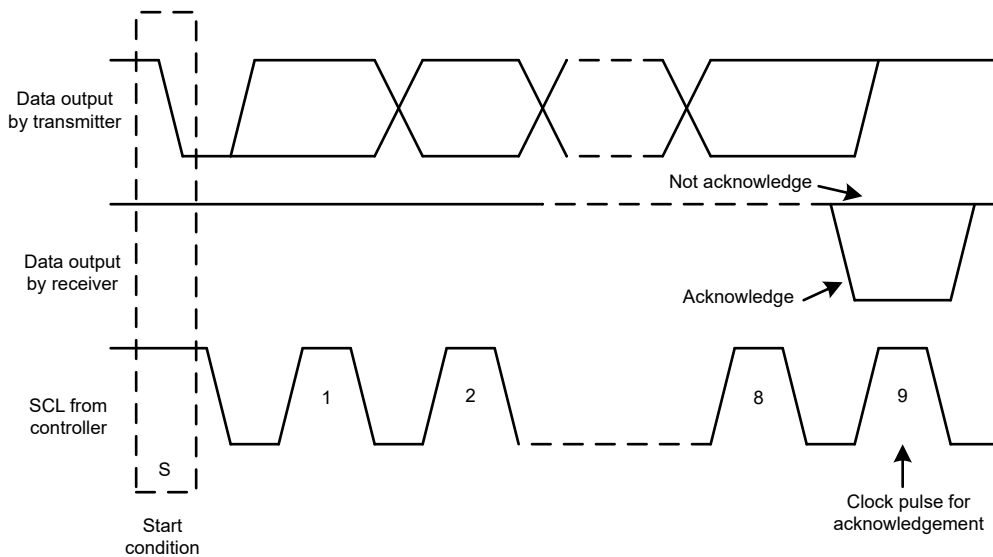 Data output
by transmitter
Not acknowledge
Data output
by receiver
Acknowledge
SCL from
controller
1
2
8
9
S
Start
condition
Clock pulse for
acknowledgement